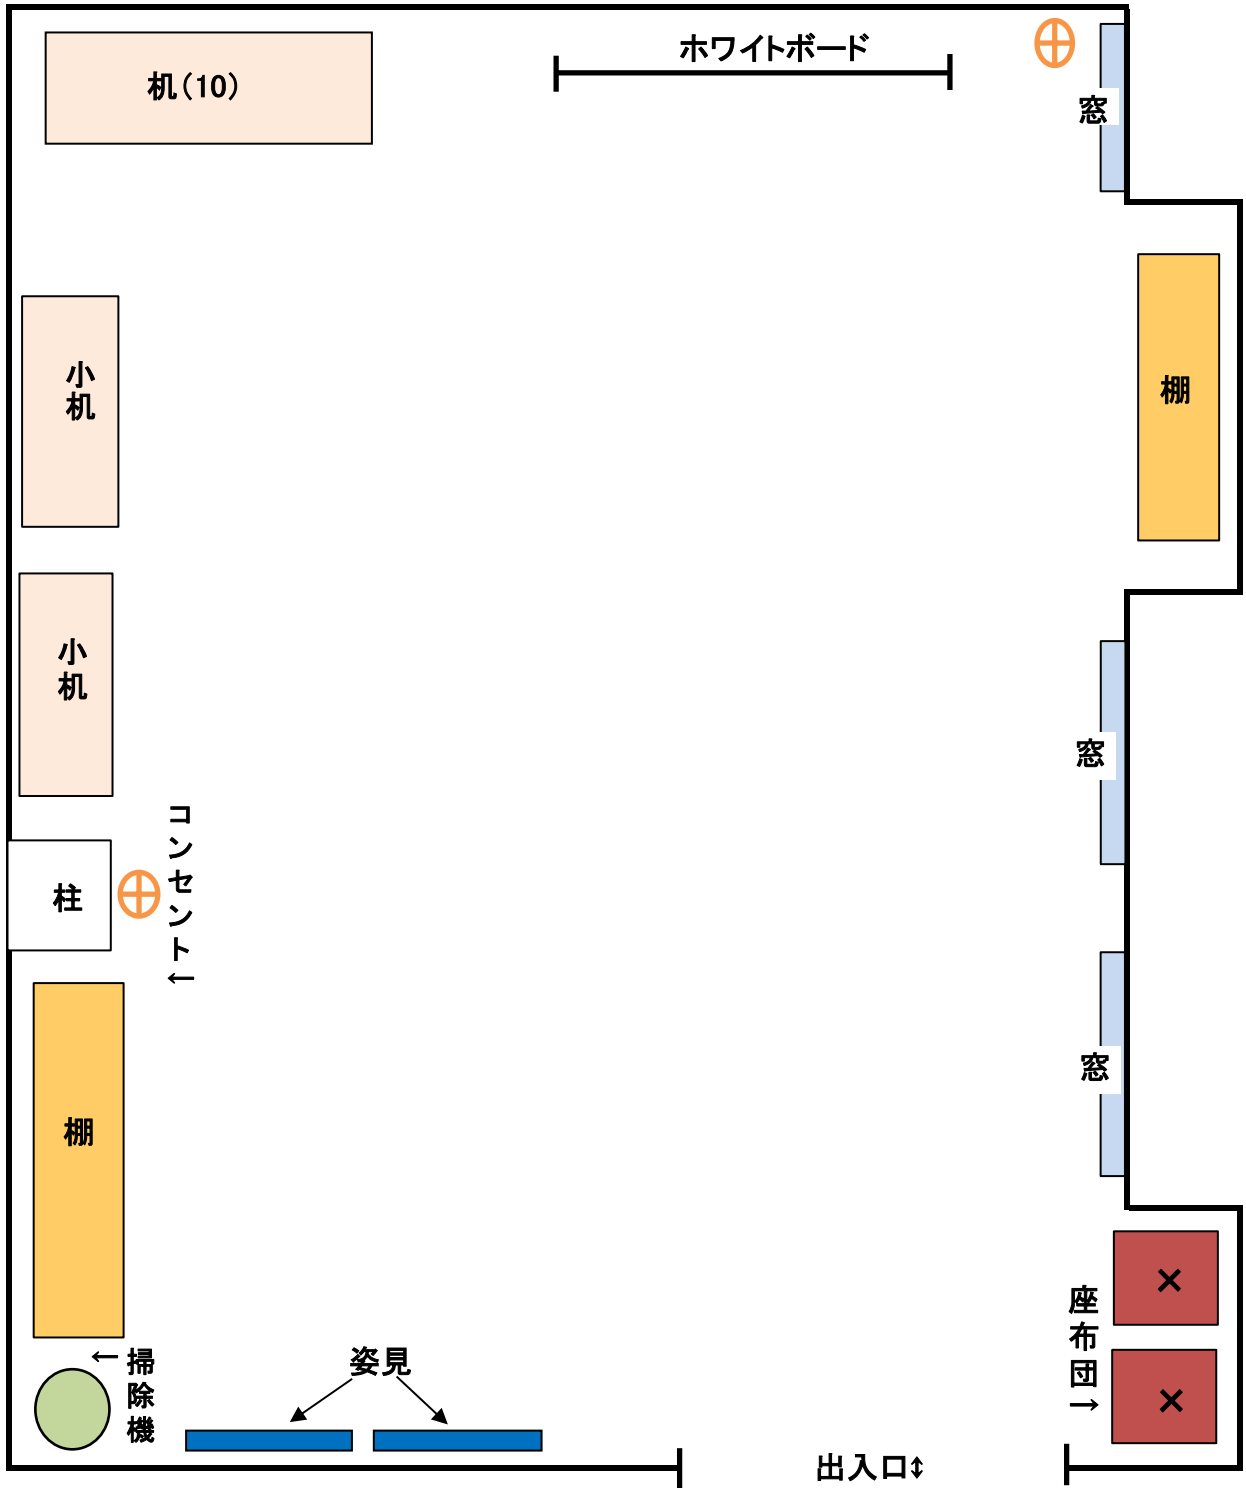 ホワイトボード
机(10)
窓
小机
棚
小机
窓
コンセント←
柱
窓
棚
座布団→
×
×
←掃除機
姿見
出入口↕